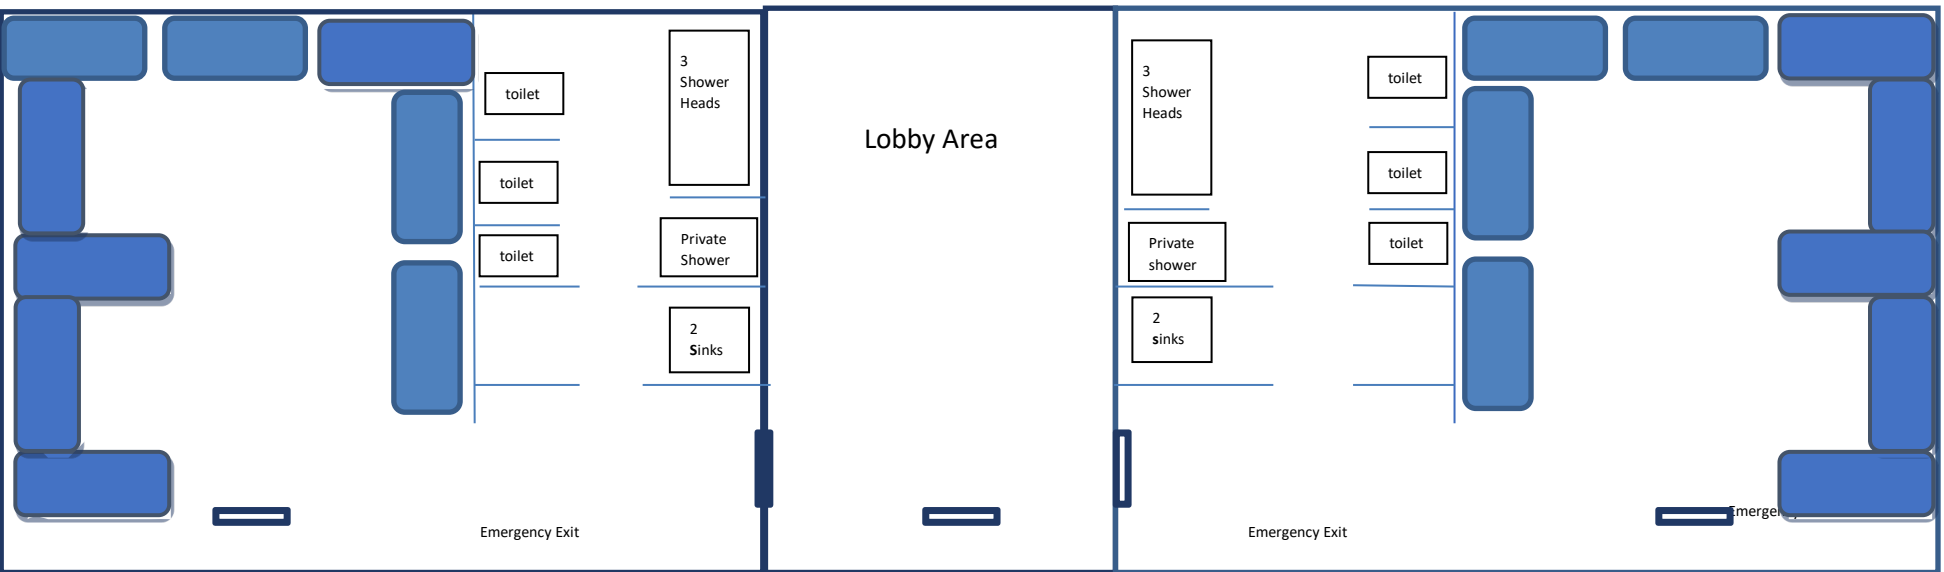 toilet
toilet
toilet
3
Shower
Heads
Private
Shower
2
Sinks
Emergency Exit
Lobby Area
3
Shower
Heads
Private
shower
2
sinks
toilet
toilet
toilet
Emergency Exit